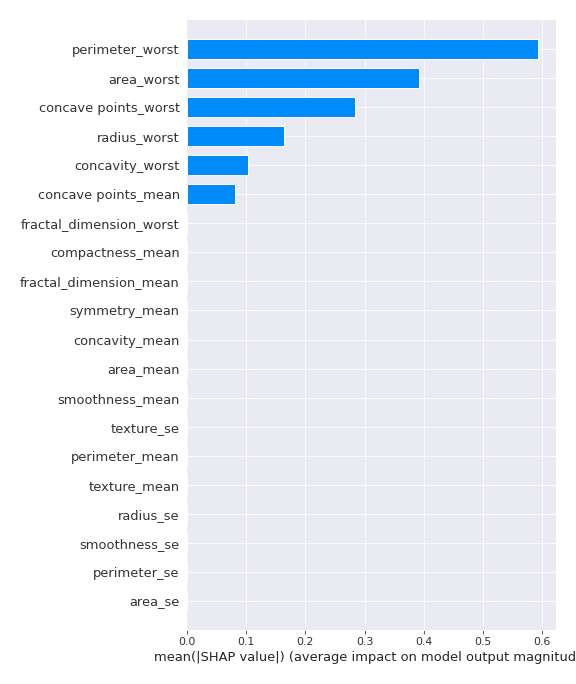 perimeter_worst
area_worst
concave points_worst
radius_worst
concavity_worst
concave points_mean
fractal_dimension_worst
compactness_mean
fractal_dimension_mean
symmetry_mean
concavity_mean
area_mean
smoothness_mean
texture_se
perimeter_mean
texture_mean
radius_se
smoothness_se
perimeter_se
area_se
0.0 0.1 0.2 0.3 0.4 0.5 0.6
mean(|SHAP value|) (average impact on model output magnitud